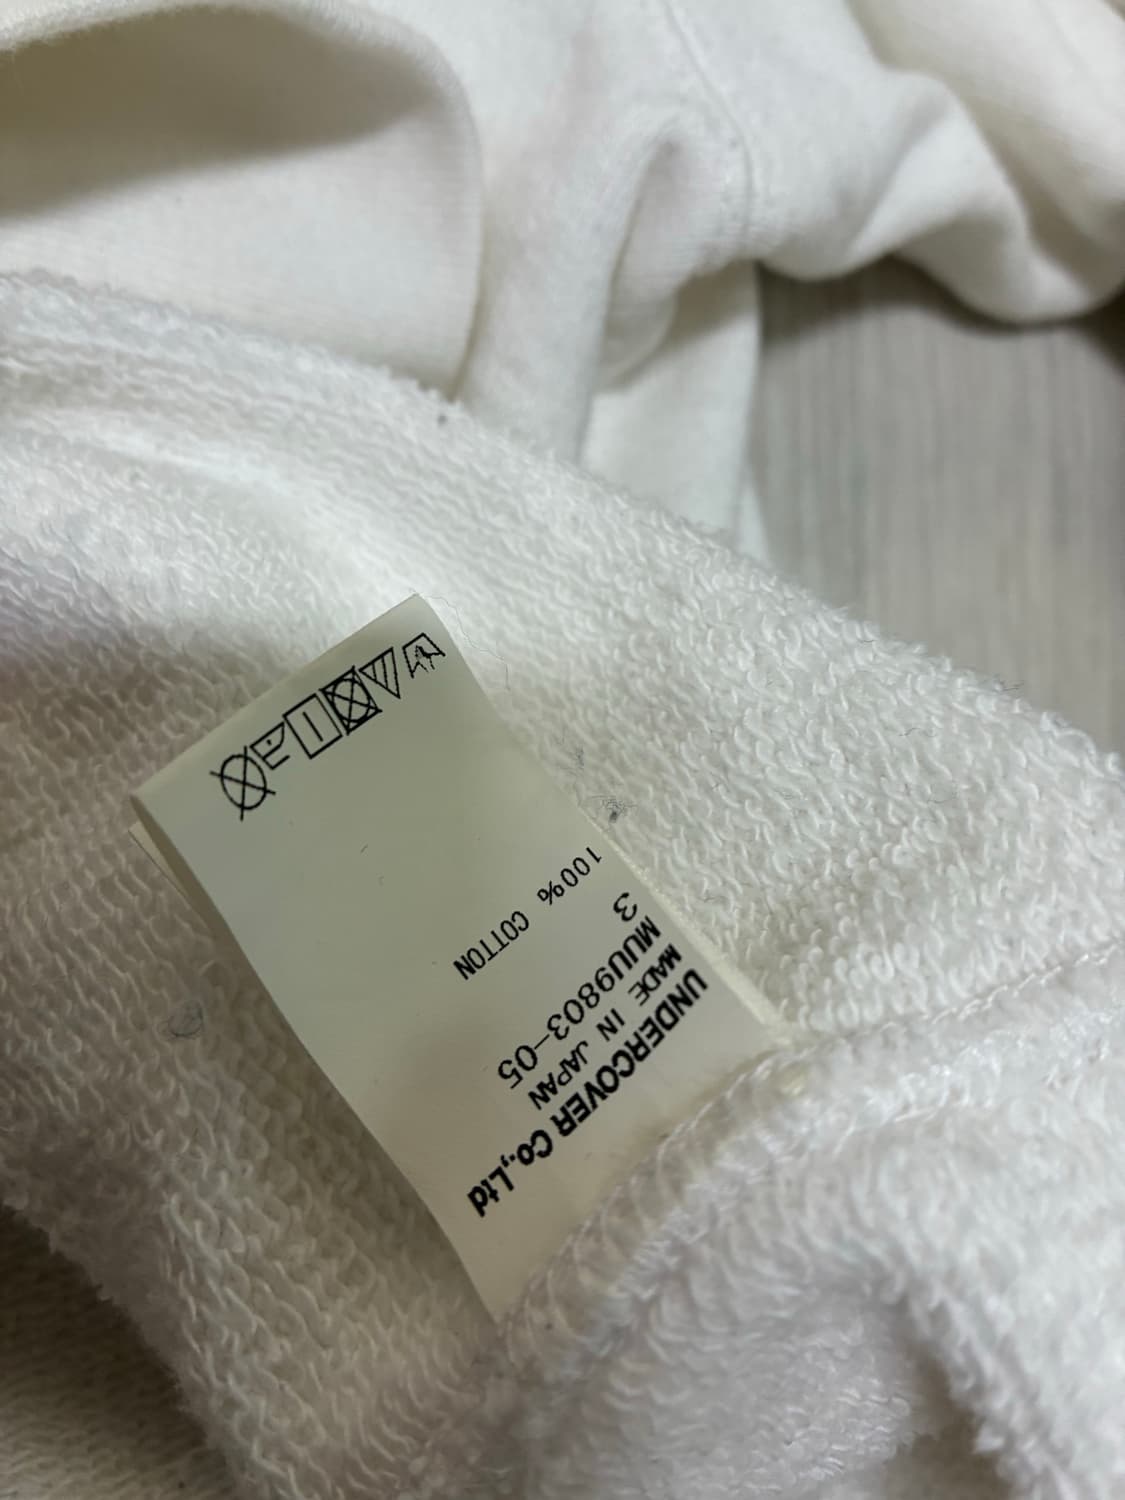 UNDERCOVER Co.,Ltd
MADE IN JAPAN
MUU9803-05
3
100% COTTON